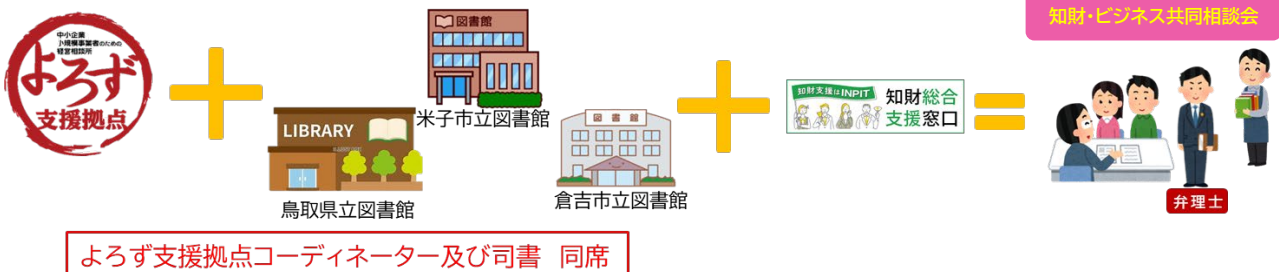 中小企業
小規模事業者のための
経営相談所
よろず
支援拠点
図書館
米子市立図書館
LIBRARY
鳥取県立図書館
図書館
倉吉市立図書館
知財支援はINPIT
知財総合
支援窓口
知財・ビジネス共同相談会
弁理士
よろず支援拠点コーディネーター及び司書 同席